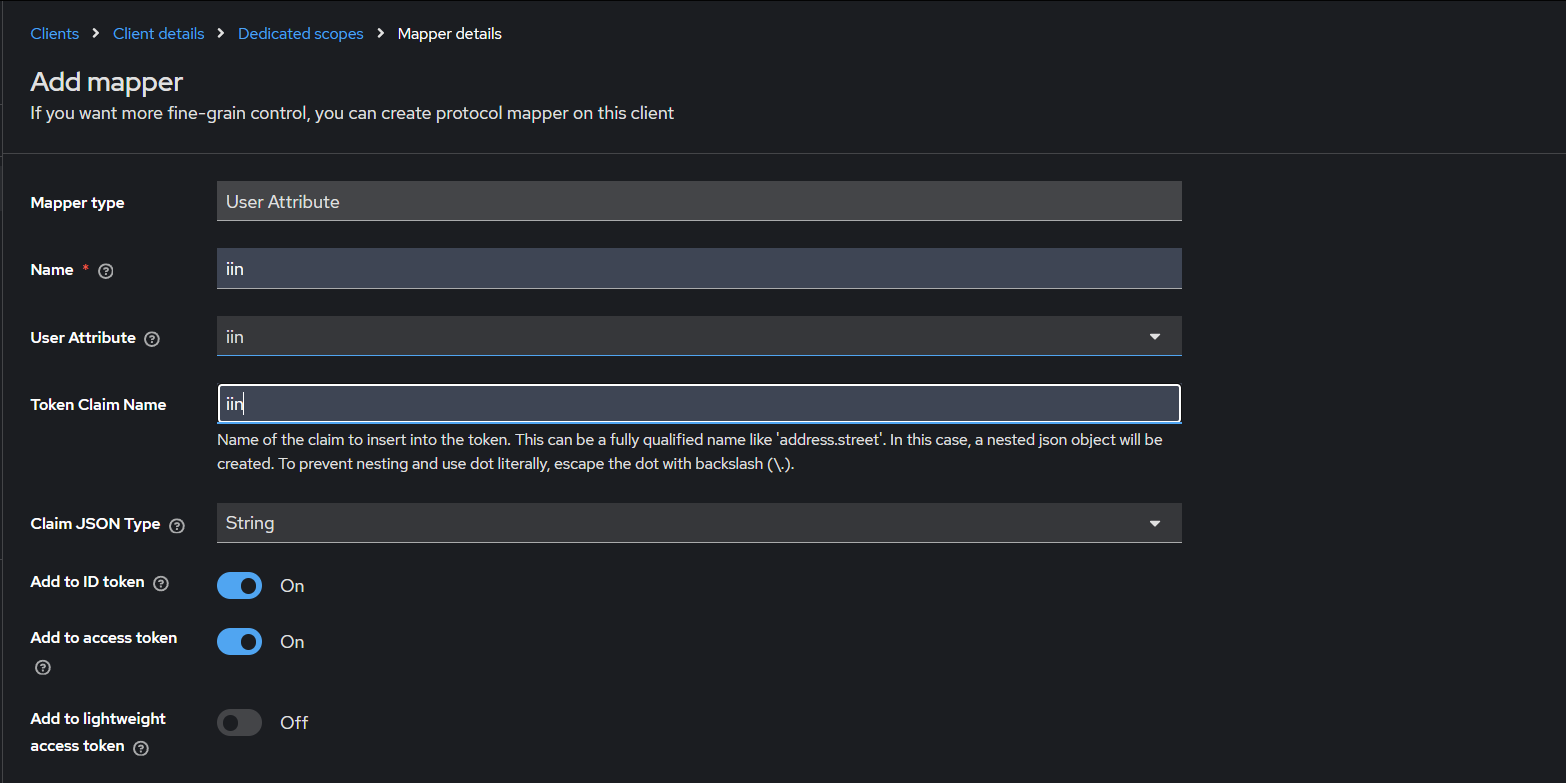 Clients > Client details > Dedicated scopes > Mapper details
Add mapper
If you want more fine-grain control, you can create protocol mapper on this client
Mapper type User Attribute
Name * iin
User Attribute iin
Token Claim Name iin
Name of the claim to insert into the token. This can be a fully qualified name like 'address.street'. In this case, a nested json object will be
created. To prevent nesting and use dot literally, escape the dot with backslash (\.).
Claim JSON Type String
Add to ID token On
Add to access token On
Add to lightweight Off
access token